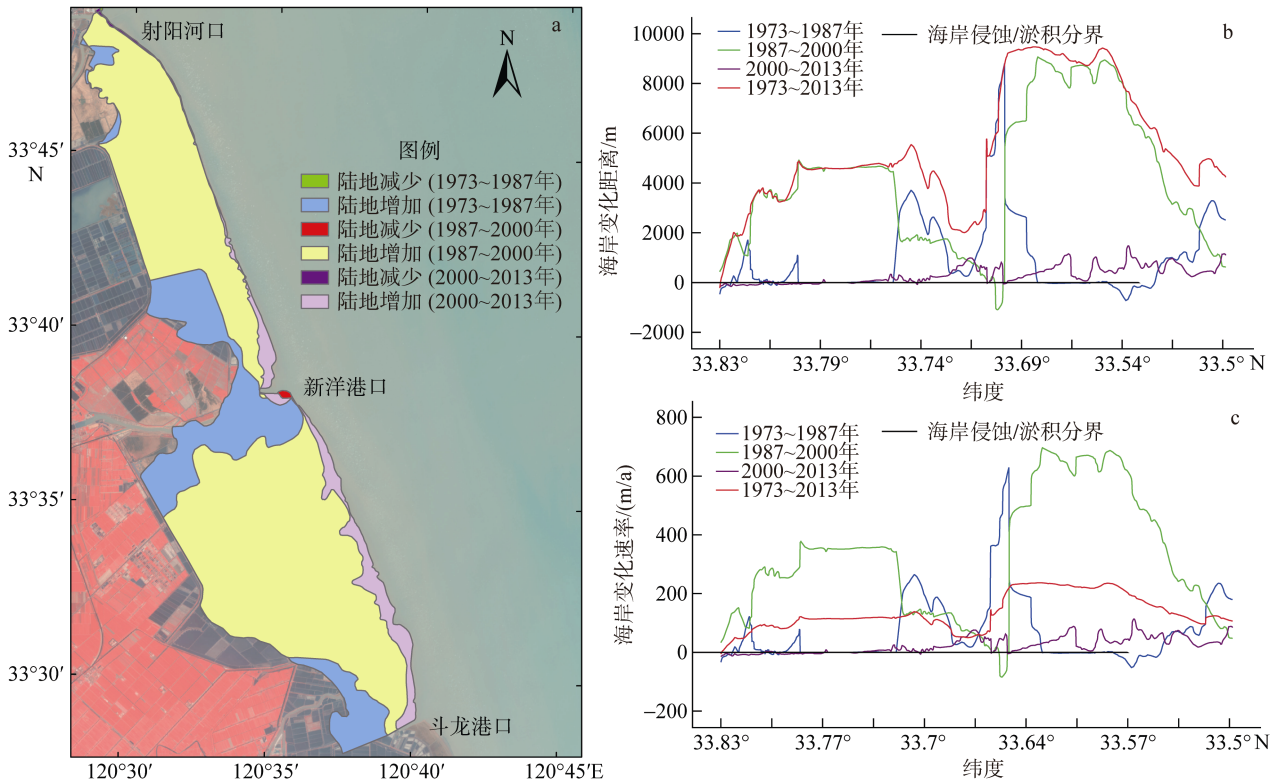 a
射阳河口
N
33°45′
N
图例
陆地减少 (1973~1987年)
陆地增加 (1973~1987年)
陆地减少 (1987~2000年)
陆地增加 (1987~2000年)
陆地减少 (2000~2013年)
陆地增加 (2000~2013年)
33°40′
新洋港口
33°35′
33°30′
斗龙港口
120°30′ 120°35′ 120°40′ 120°45′E
b
1973~1987年 海岸侵蚀/淤积分界
1987~2000年
2000~2013年
1973~2013年
海岸变化距离/m
10000
8000
6000
4000
2000
0
–2000
33.83° 33.79° 33.74° 33.69° 33.54° 33.5° N
纬度
c
1973~1987年 海岸侵蚀/淤积分界
1987~2000年
2000~2013年
1973~2013年
海岸变化速率/(m/a)
800
600
400
200
0
–200
33.83° 33.77° 33.7° 33.64° 33.57° 33.5° N
纬度